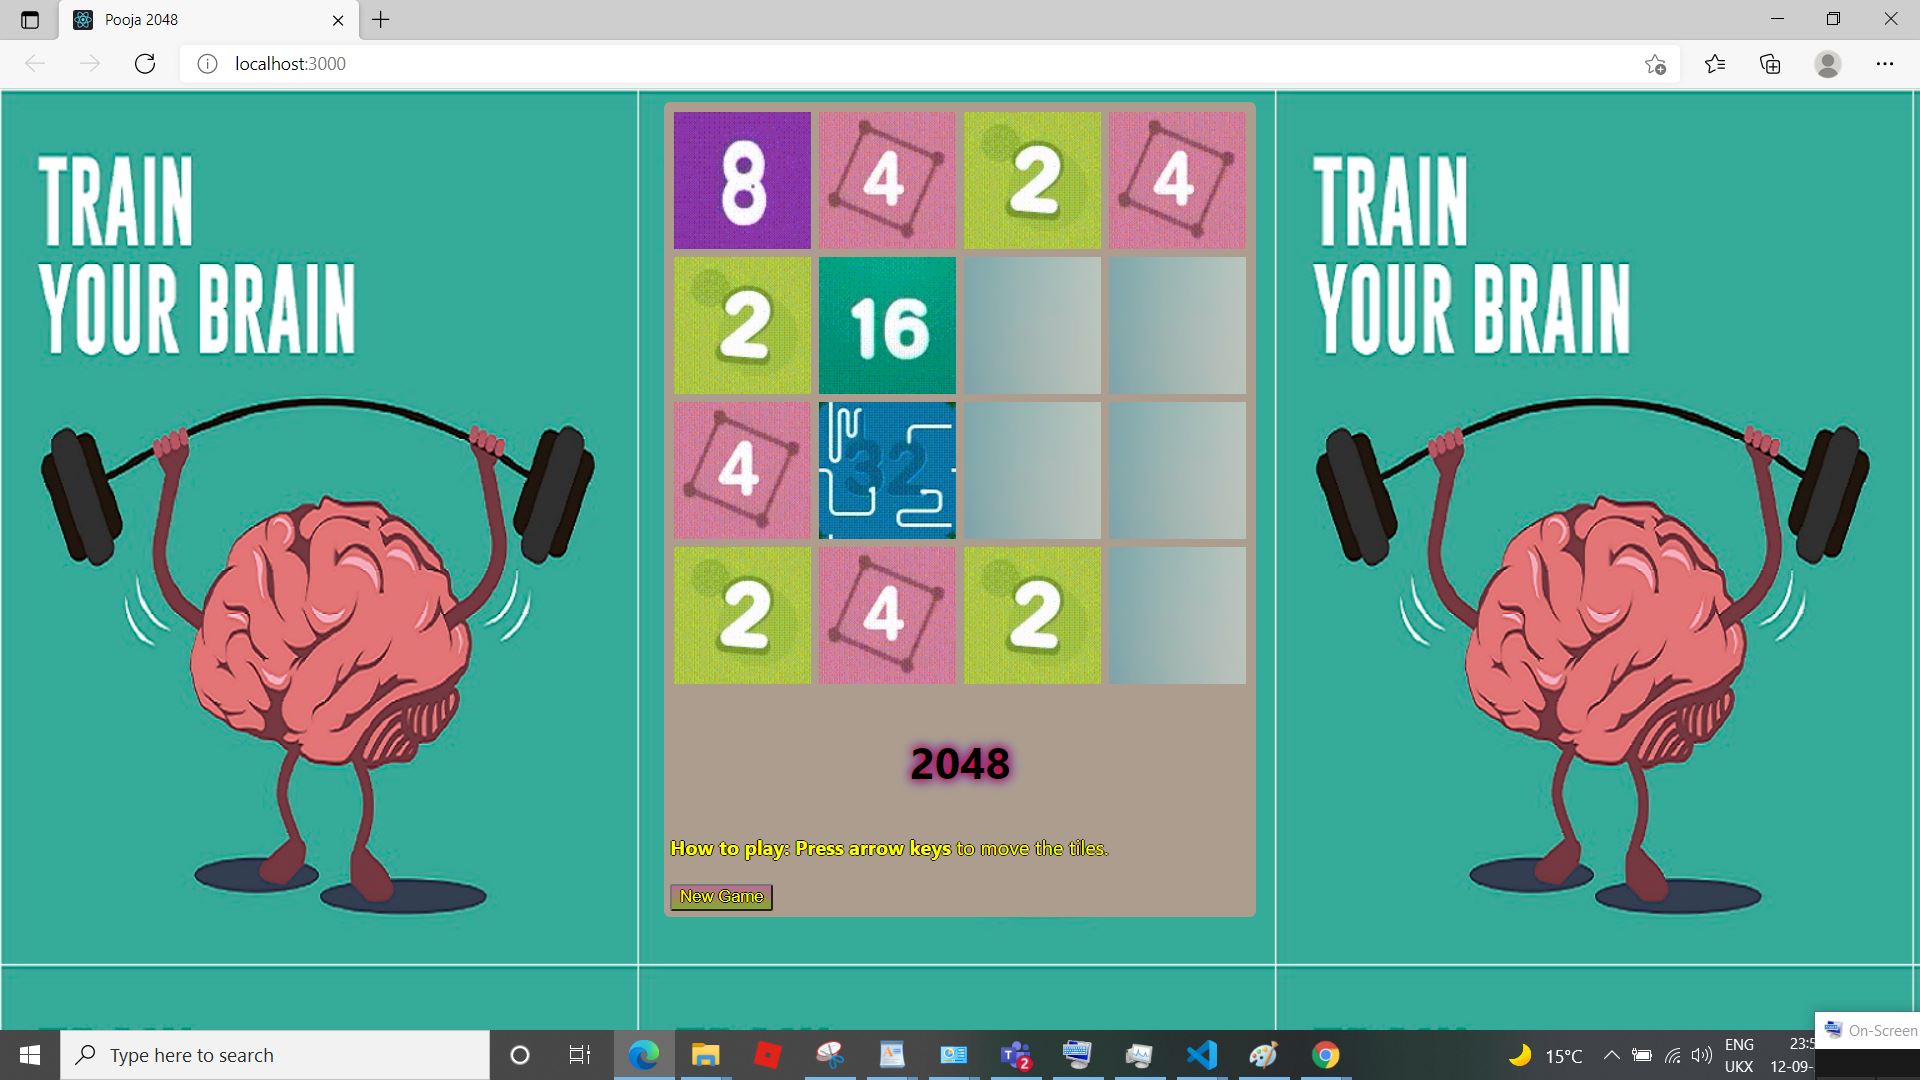 Pooja 2048
localhost:3000
TRAIN
YOUR BRAIN
TRAIN
YOUR BRAIN
8 4 2 4
2 16
4 32
2 4 2
2048
How to play: Press arrow keys to move the tiles.
New Game
Type here to search
2
15°C
ENG
UKX
23:5
12-09-
On-Screen